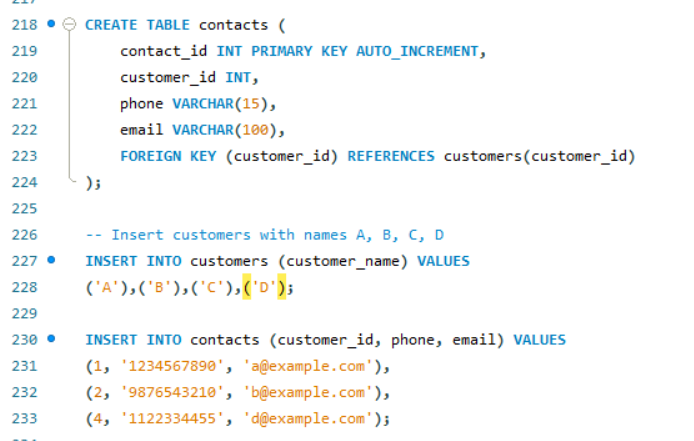 217
218 CREATE TABLE contacts (
219 contact_id INT PRIMARY KEY AUTO_INCREMENT,
220 customer_id INT,
221 phone VARCHAR(15),
222 email VARCHAR(100),
223 FOREIGN KEY (customer_id) REFERENCES customers(customer_id)
224 );
225
226 -- Insert customers with names A, B, C, D
227 INSERT INTO customers (customer_name) VALUES
228 ('A'),('B'),('C'),('D');
229
230 INSERT INTO contacts (customer_id, phone, email) VALUES
231 (1, '1234567890', 'a@example.com'),
232 (2, '9876543210', 'b@example.com'),
233 (4, '1122334455', 'd@example.com');